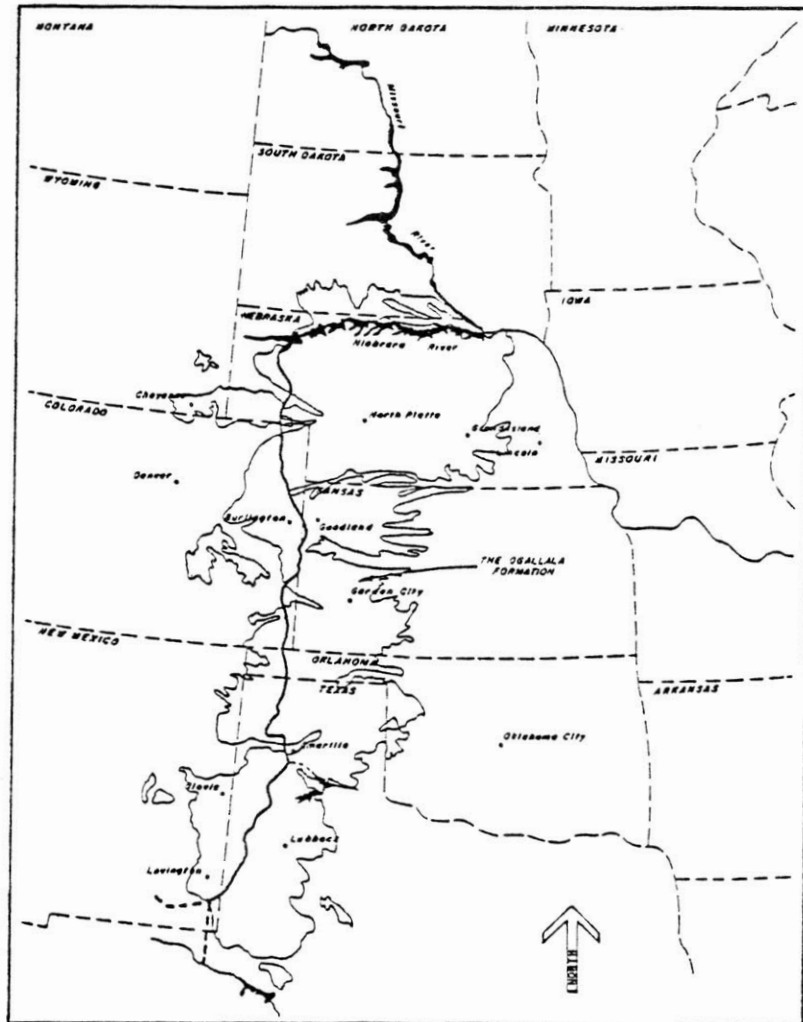 MONTANA
NORTH DAKOTA
MINNESOTA
Missouri
SOUTH DAKOTA
WYOMING
River
IOWA
NEBRASKA
Niobrara River
Cheyenne
COLORADO
North Platte
MISSOURI
Denver
KANSAS
Burlington
Goodland
THE OGALLALA
FORMATION
Garden City
NEW MEXICO
OKLAHOMA
TEXAS
ARKANSAS
Oklahoma City
Amarillo
Clovis
Lubbock
Lovington
NORTH